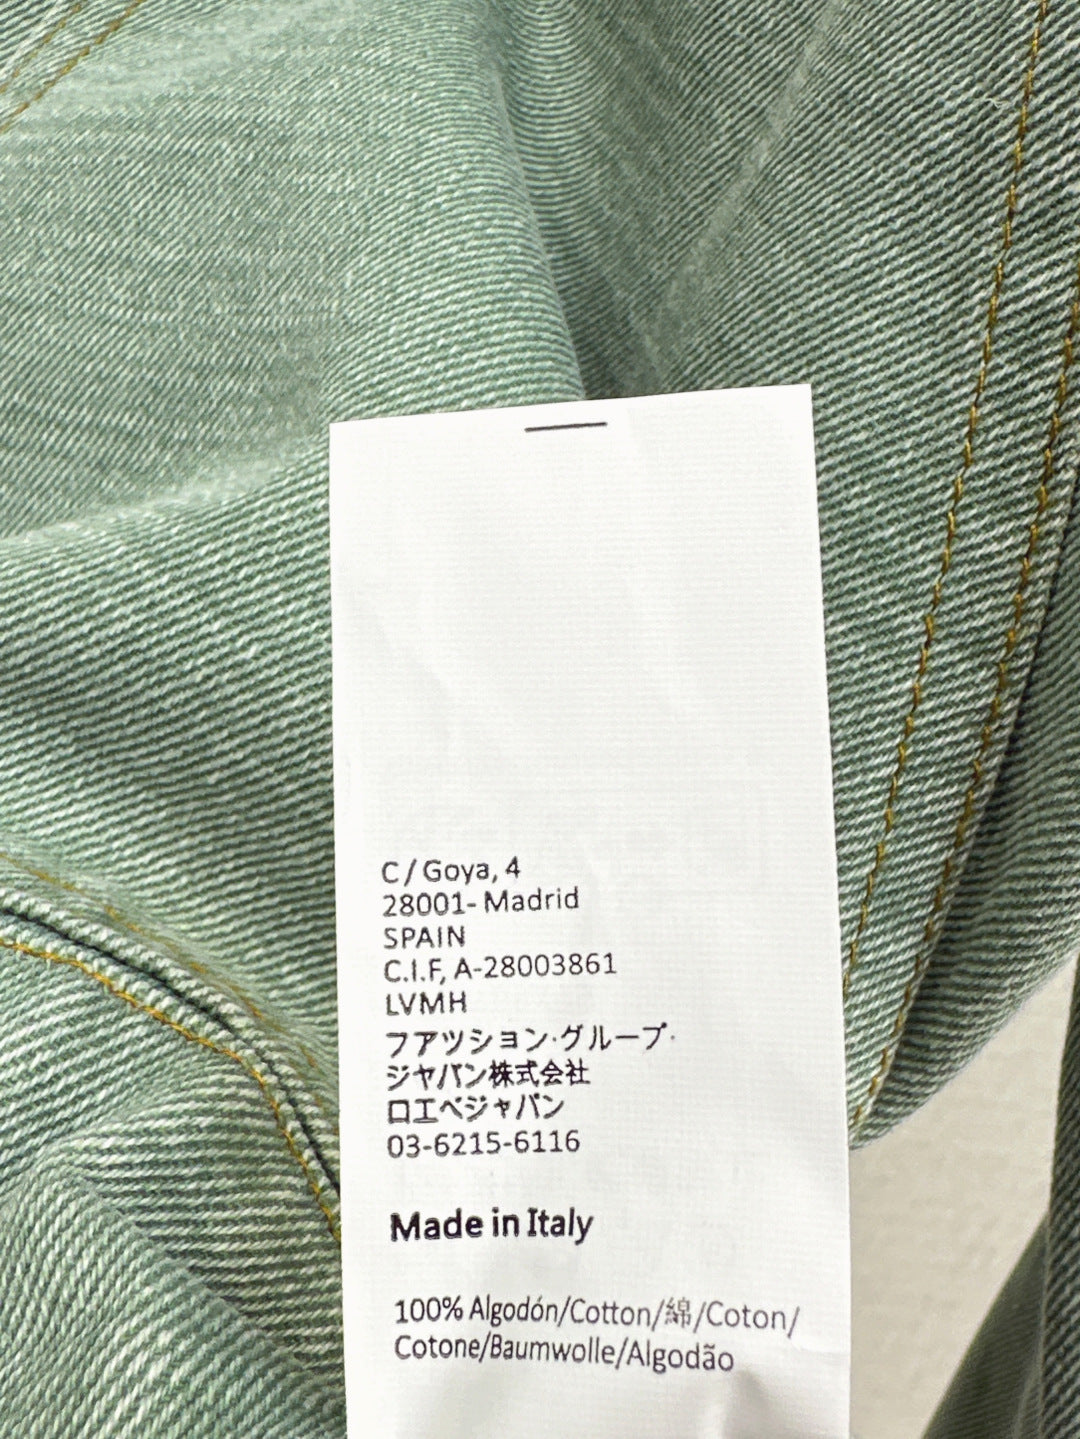 C/Goya, 4
28001- Madrid
SPAIN
C.I.F, A-28003861
LVMH
ファツション·グループ·
ジヤパン株式会社
ロエベジャパン
03-6215-6116
Made in Italy
100% Algodón/Cotton/綿/Coton/
Cotone/Baumwolle/Algodão